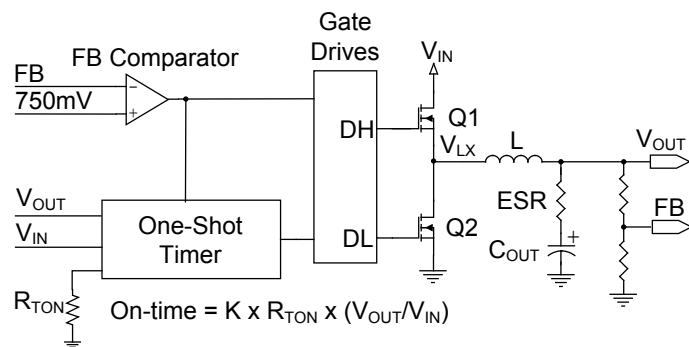 Gate
Drives
FB Comparator
V_IN
FB
750mV
−
+
DH
Q1
V_LX
L
V_OUT
V_OUT
V_IN
One-Shot
Timer
DL
Q2
ESR
C_OUT
+
FB
R_TON
On-time = K x R_TON x (V_OUT/V_IN)